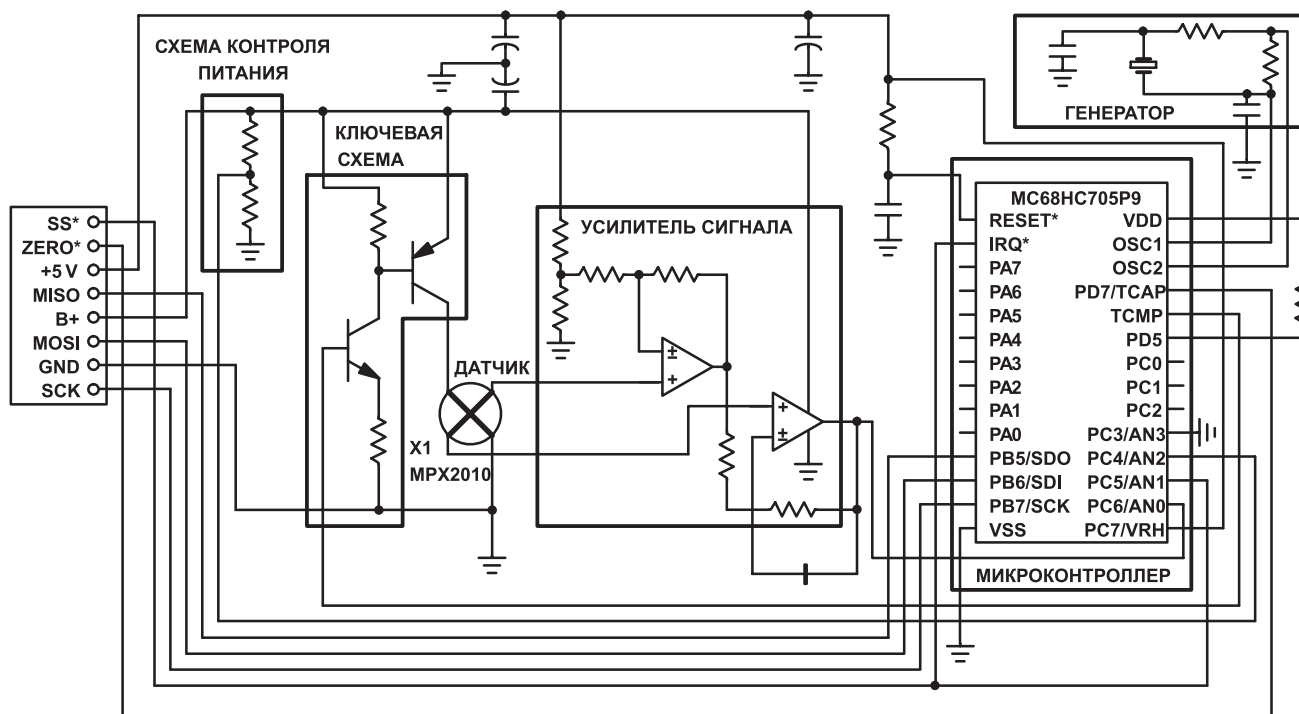 СХЕМА КОНТРОЛЯ
ПИТАНИЯ
КЛЮЧЕВАЯ
СХЕМА
ГЕНЕРАТОР
SS*
ZERO*
+5 V
MISO
B+
MOSI
GND
SCK
ДАТЧИК
X1
MPX2010
УСИЛИТЕЛЬ СИГНАЛА
±
+
+
±
MC68HC705P9
RESET* VDD
IRQ* OSC1
PA7 OSC2
PA6 PD7/TCAP
PA5 TCMP
PA4 PD5
PA3 PC0
PA2 PC1
PA1 PC2
PA0 PC3/AN3
PB5/SDO PC4/AN2
PB6/SDI PC5/AN1
PB7/SCK PC6/AN0
VSS PC7/VRH
МИКРОКОНТРОЛЛЕР